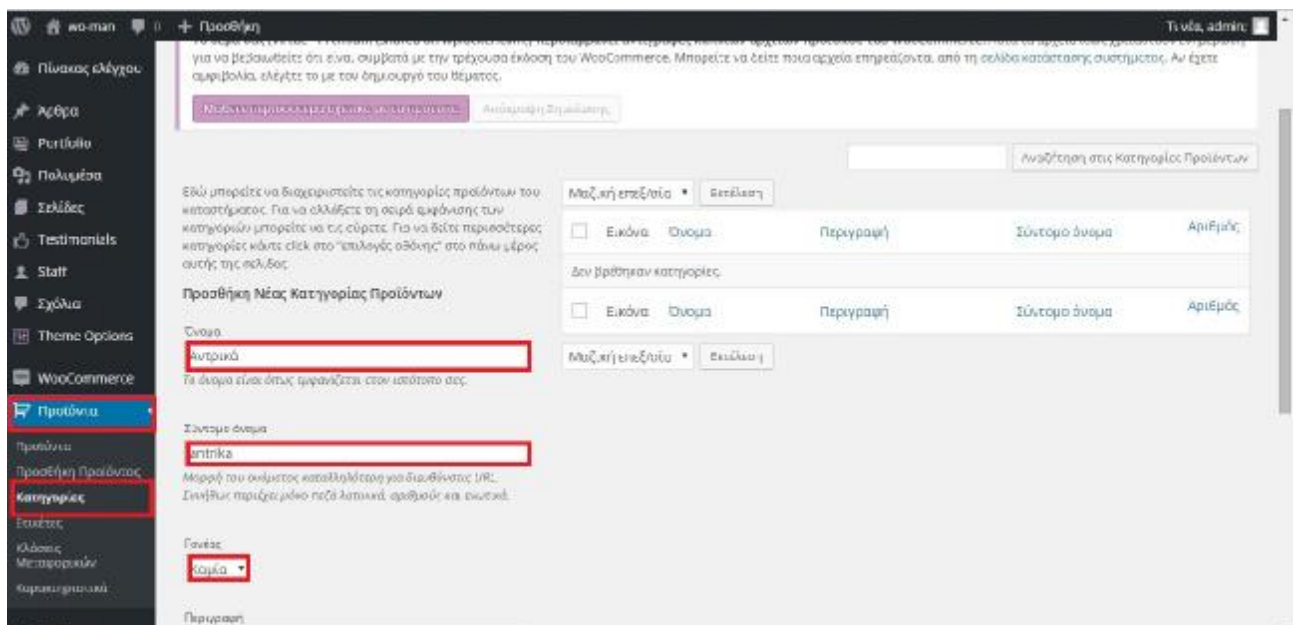 wo-man 0 + Προσθήκη
Τι νέα, admin;
για να βεβαιωθείτε ότι είναι συμβατά με την τρέχουσα έκδοση του WooCommerce. Μπορείτε να δείτε ποια αρχεία επηρεάζονται από τη σελίδα κατάστασης συστήματος. Αν έχετε
αμφιβολία, ελέγξτε το με τον δημιουργό του θέματος.
Πίνακας ελέγχου
Άρθρα
Portfolio
Πολυμέσα
Σελίδες
Testimonials
Staff
Σχόλια
Theme Options
WooCommerce
Προϊόντα
Προϊόντα
Προσθήκη Προϊόντος
Κατηγορίες
Ετικέτες
Κλάσεις
Μεταφορικών
Χαρακτηριστικά
Αναζήτηση στις Κατηγορίες Προϊόντων
Εδώ μπορείτε να διαχειριστείτε τις κατηγορίες προϊόντων του
καταστήματος. Για να αλλάξετε τη σειρά εμφάνισης των
κατηγοριών μπορείτε να τις σύρετε. Για να δείτε περισσότερες
κατηγορίες κάντε click στο "επιλογές οθόνης" στο πάνω μέρος
αυτής της σελίδας.
Προσθήκη Νέας Κατηγορίας Προϊόντων
Όνομα
Αντρικά
Το όνομα είναι όπως εμφανίζεται στον ιστότοπο σας.
Σύντομο όνομα
antrika
Μορφή του ονόματος καταλληλότερη για διευθύνσεις URL.
Συνήθως περιέχει μόνο πεζά λατινικά, αριθμούς και ενωτικά.
Γονέας
Καμία
Περιγραφή
Μαζική επεξ/σία Εκτέλεση
Εικόνα Όνομα Περιγραφή Σύντομο όνομα Αριθμός
Δεν βρέθηκαν κατηγορίες.
Εικόνα Όνομα Περιγραφή Σύντομο όνομα Αριθμός
Μαζική επεξ/σία Εκτέλεση